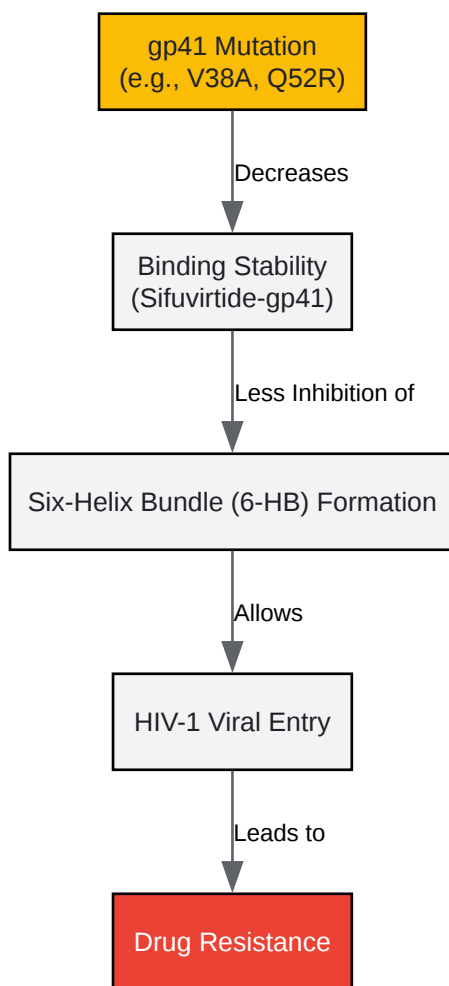 gp41 Mutation
(e.g., V38A, Q52R)
Decreases
Binding Stability
(Sifuvirtide-gp41)
Less Inhibition of
Six-Helix Bundle (6-HB) Formation
Allows
HIV-1 Viral Entry
Leads to
Drug Resistance